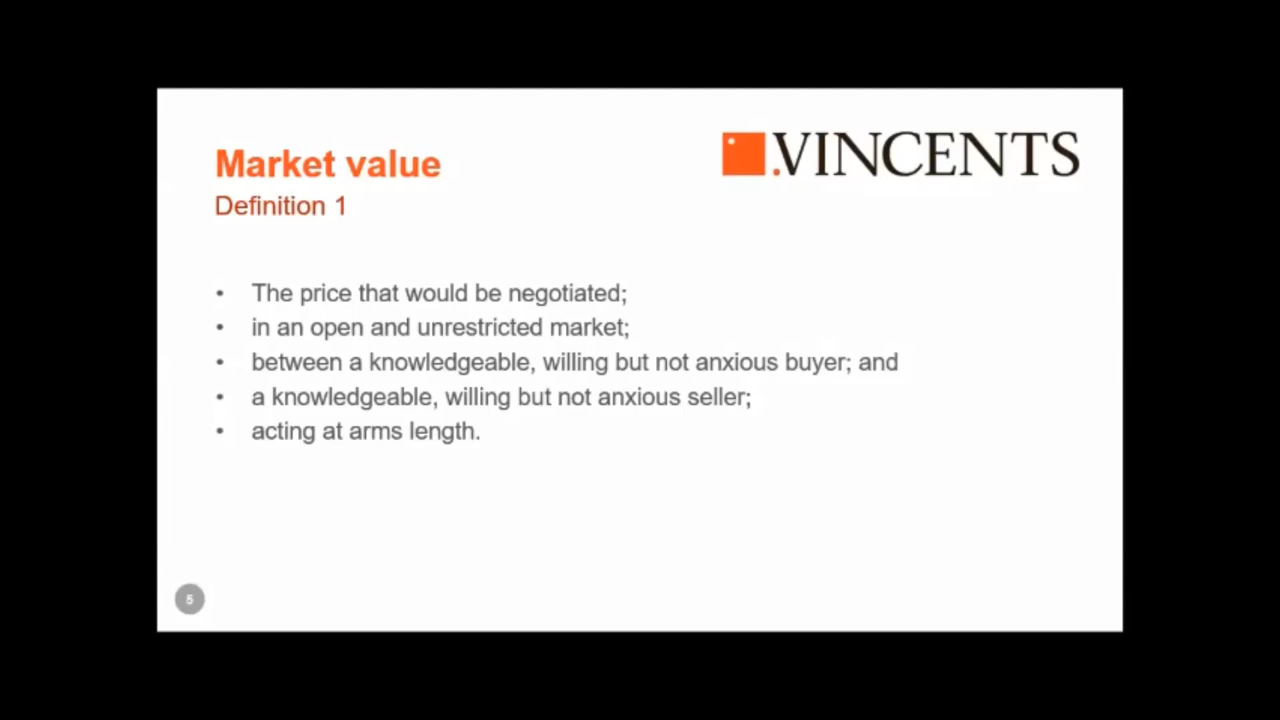 .VINCENTS
Market value
Definition 1
• The price that would be negotiated;
• in an open and unrestricted market;
• between a knowledgeable, willing but not anxious buyer; and
• a knowledgeable, willing but not anxious seller;
• acting at arms length.
5